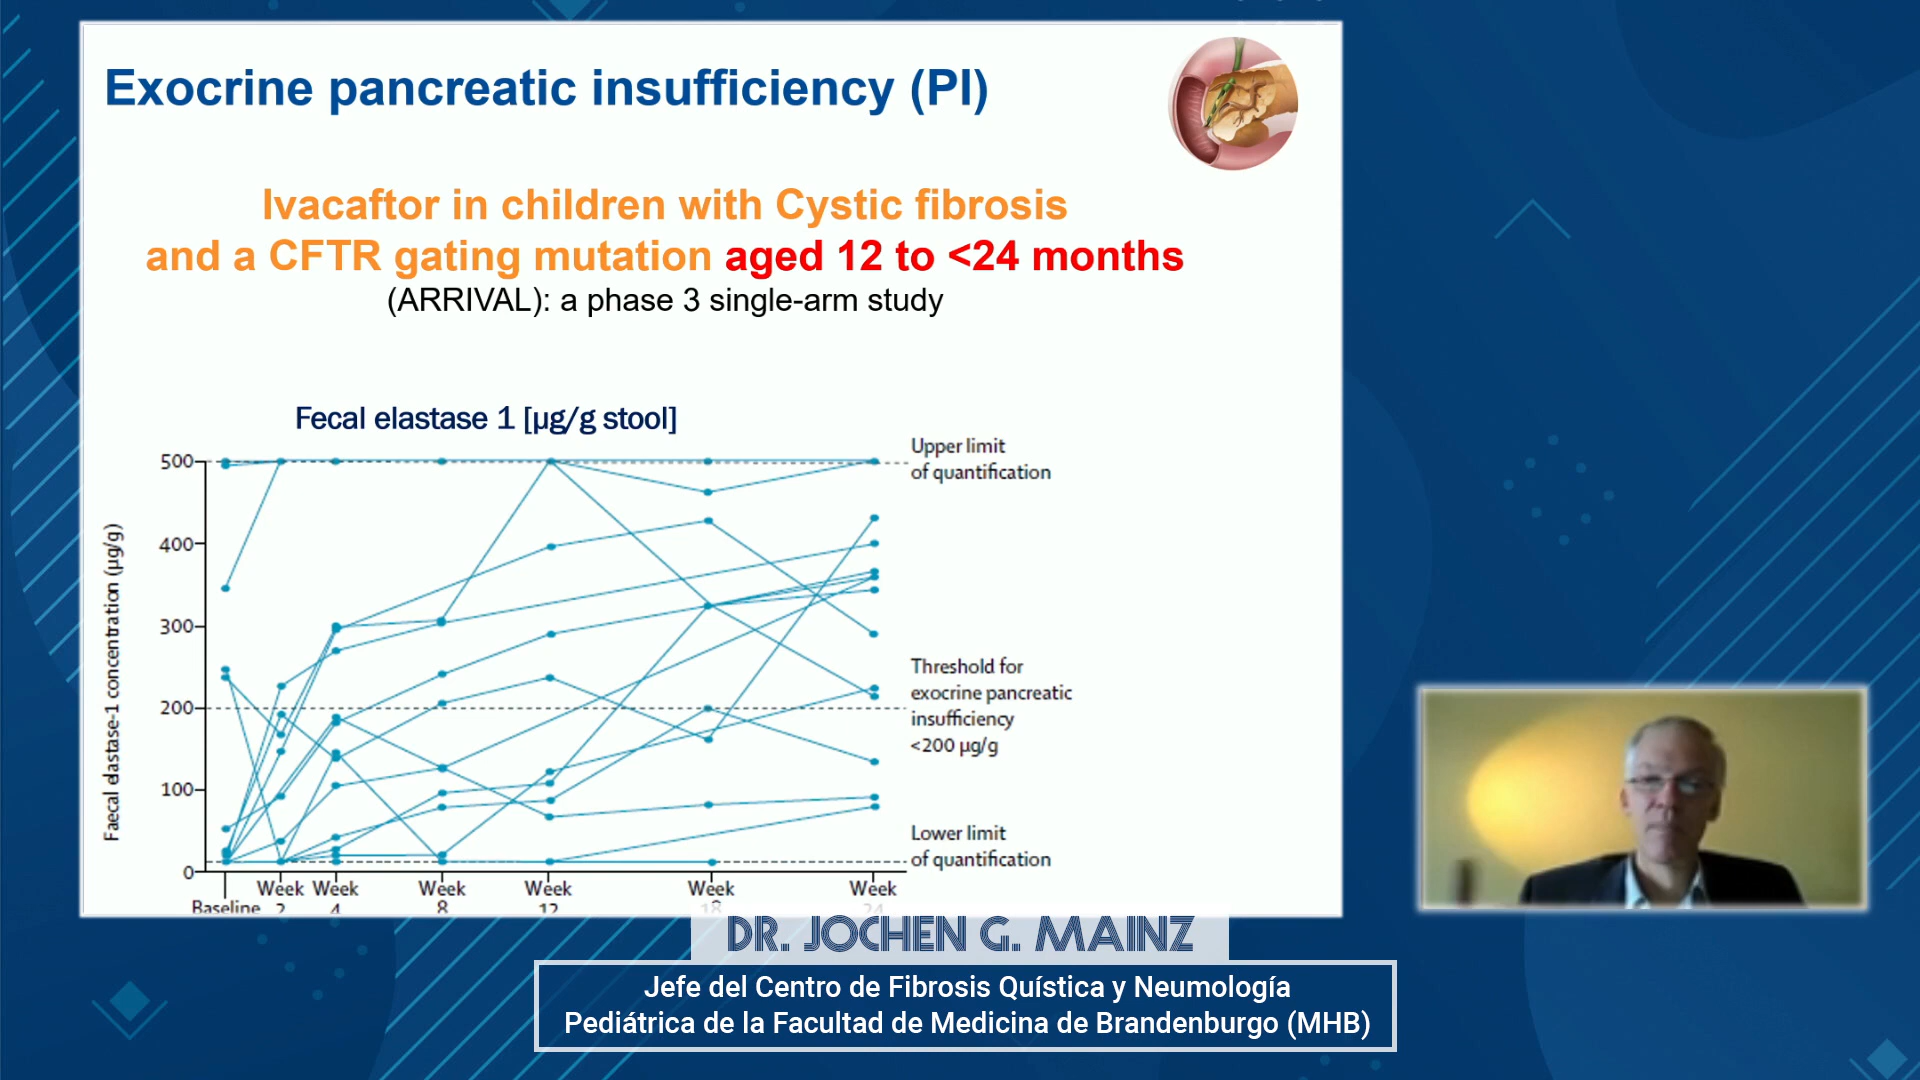 Exocrine pancreatic insufficiency (PI)
Ivacaftor in children with Cystic fibrosis
and a CFTR gating mutation aged 12 to <24 months
(ARRIVAL): a phase 3 single-arm study
Fecal elastase 1 [µg/g stool]
Faecal elastase-1 concentration (µg/g)
500
400
300
200
100
0
Upper limit
of quantification
Threshold for
exocrine pancreatic
insufficiency
<200 µg/g
Lower limit
of quantification
Week Week Week Week Week Week
Baseline 2 4 8 12 18 24
DR. JOCHEN G. MAINZ
Jefe del Centro de Fibrosis Quística y Neumología
Pediátrica de la Facultad de Medicina de Brandenburgo (MHB)